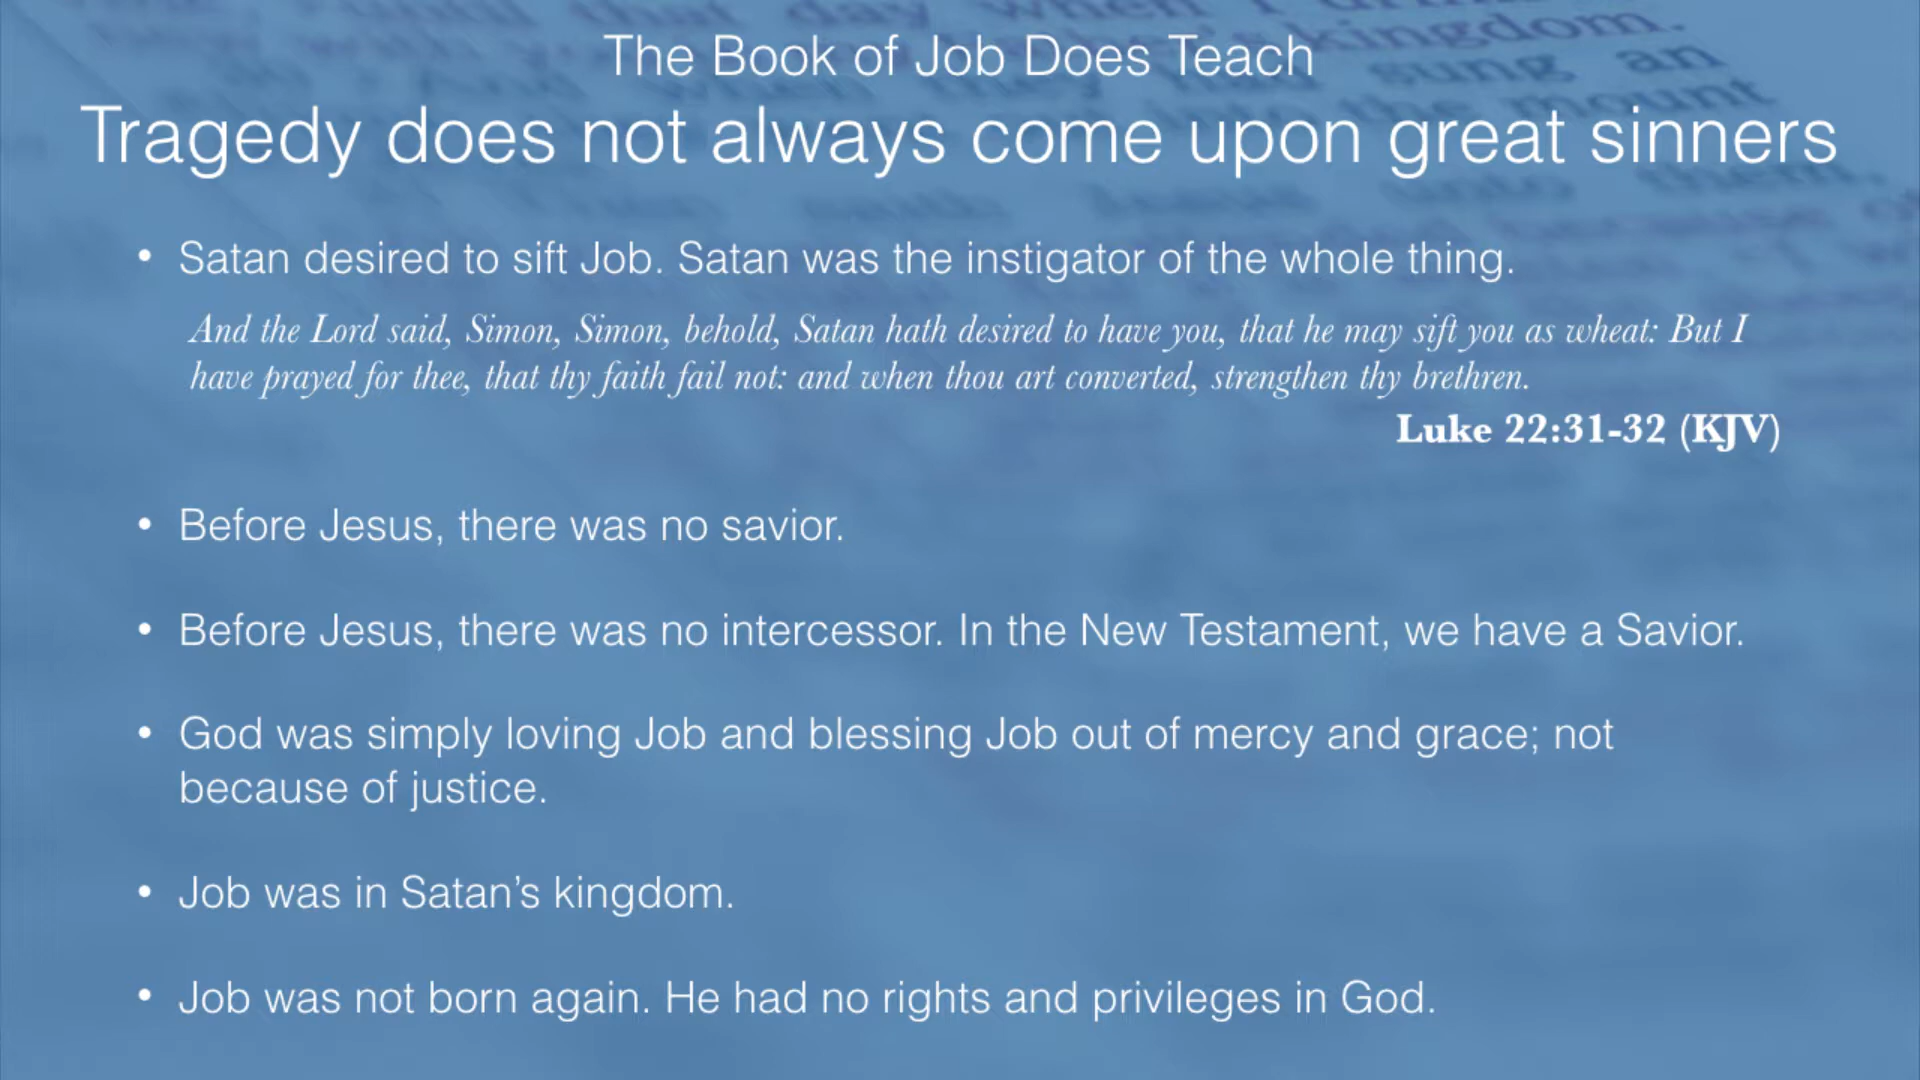 The Book of Job Does Teach
Tragedy does not always come upon great sinners
• Satan desired to sift Job. Satan was the instigator of the whole thing.
And the Lord said, Simon, Simon, behold, Satan hath desired to have you, that he may sift you as wheat: But I
have prayed for thee, that thy faith fail not: and when thou art converted, strengthen thy brethren.
Luke 22:31-32 (KJV)
• Before Jesus, there was no savior.
• Before Jesus, there was no intercessor. In the New Testament, we have a Savior.
• God was simply loving Job and blessing Job out of mercy and grace; not
because of justice.
• Job was in Satan’s kingdom.
• Job was not born again. He had no rights and privileges in God.